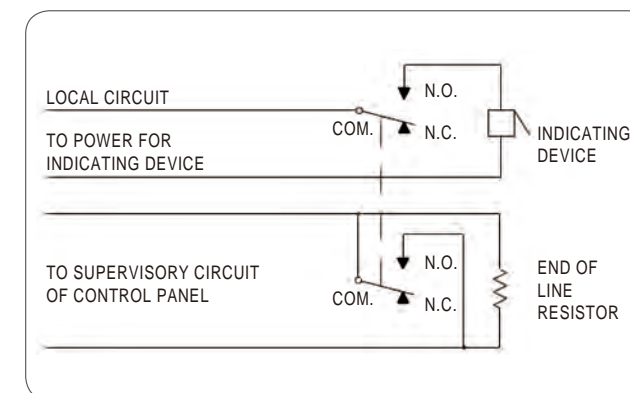 LOCAL CIRCUIT
COM.
N.O.
N.C.
TO POWER FOR
INDICATING DEVICE
INDICATING
DEVICE
TO SUPERVISORY CIRCUIT
OF CONTROL PANEL
COM.
N.O.
N.C.
END OF
LINE
RESISTOR